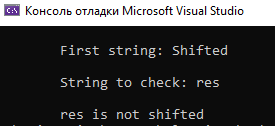 Консоль отладки Microsoft Visual Studio
First string: Shifted
String to check: res
res is not shifted